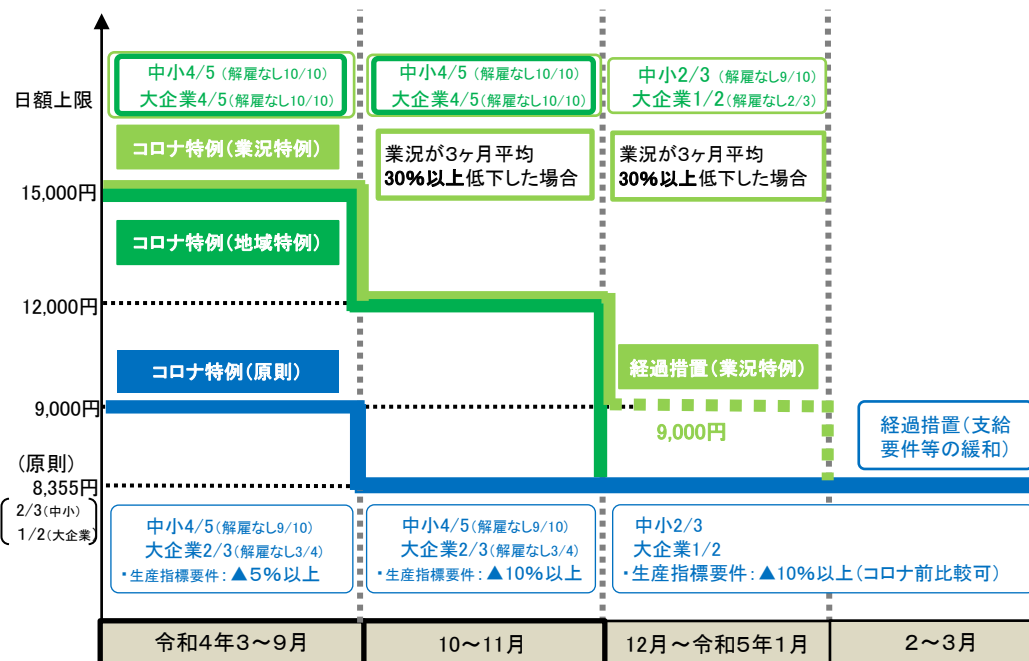 日額上限
中小4/5 (解雇なし10/10)
大企業4/5(解雇なし10/10)
中小4/5 (解雇なし10/10)
大企業4/5(解雇なし10/10)
中小2/3 (解雇なし9/10)
大企業1/2(解雇なし2/3)
コロナ特例(業況特例)
業況が3ヶ月平均
30%以上低下した場合
業況が3ヶ月平均
30%以上低下した場合
15,000円
コロナ特例(地域特例)
12,000円
コロナ特例(原則)
経過措置(業況特例)
9,000円
9,000円
経過措置(支給
要件等の緩和)
(原則)
8,355円
2/3(中小)
1/2(大企業)
中小4/5(解雇なし9/10)
大企業2/3(解雇なし3/4)
・生産指標要件:▲5%以上
中小4/5(解雇なし9/10)
大企業2/3(解雇なし3/4)
・生産指標要件:▲10%以上
中小2/3
大企業1/2
・生産指標要件:▲10%以上(コロナ前比較可)
令和4年3~9月
10~11月
12月~令和5年1月
2~3月